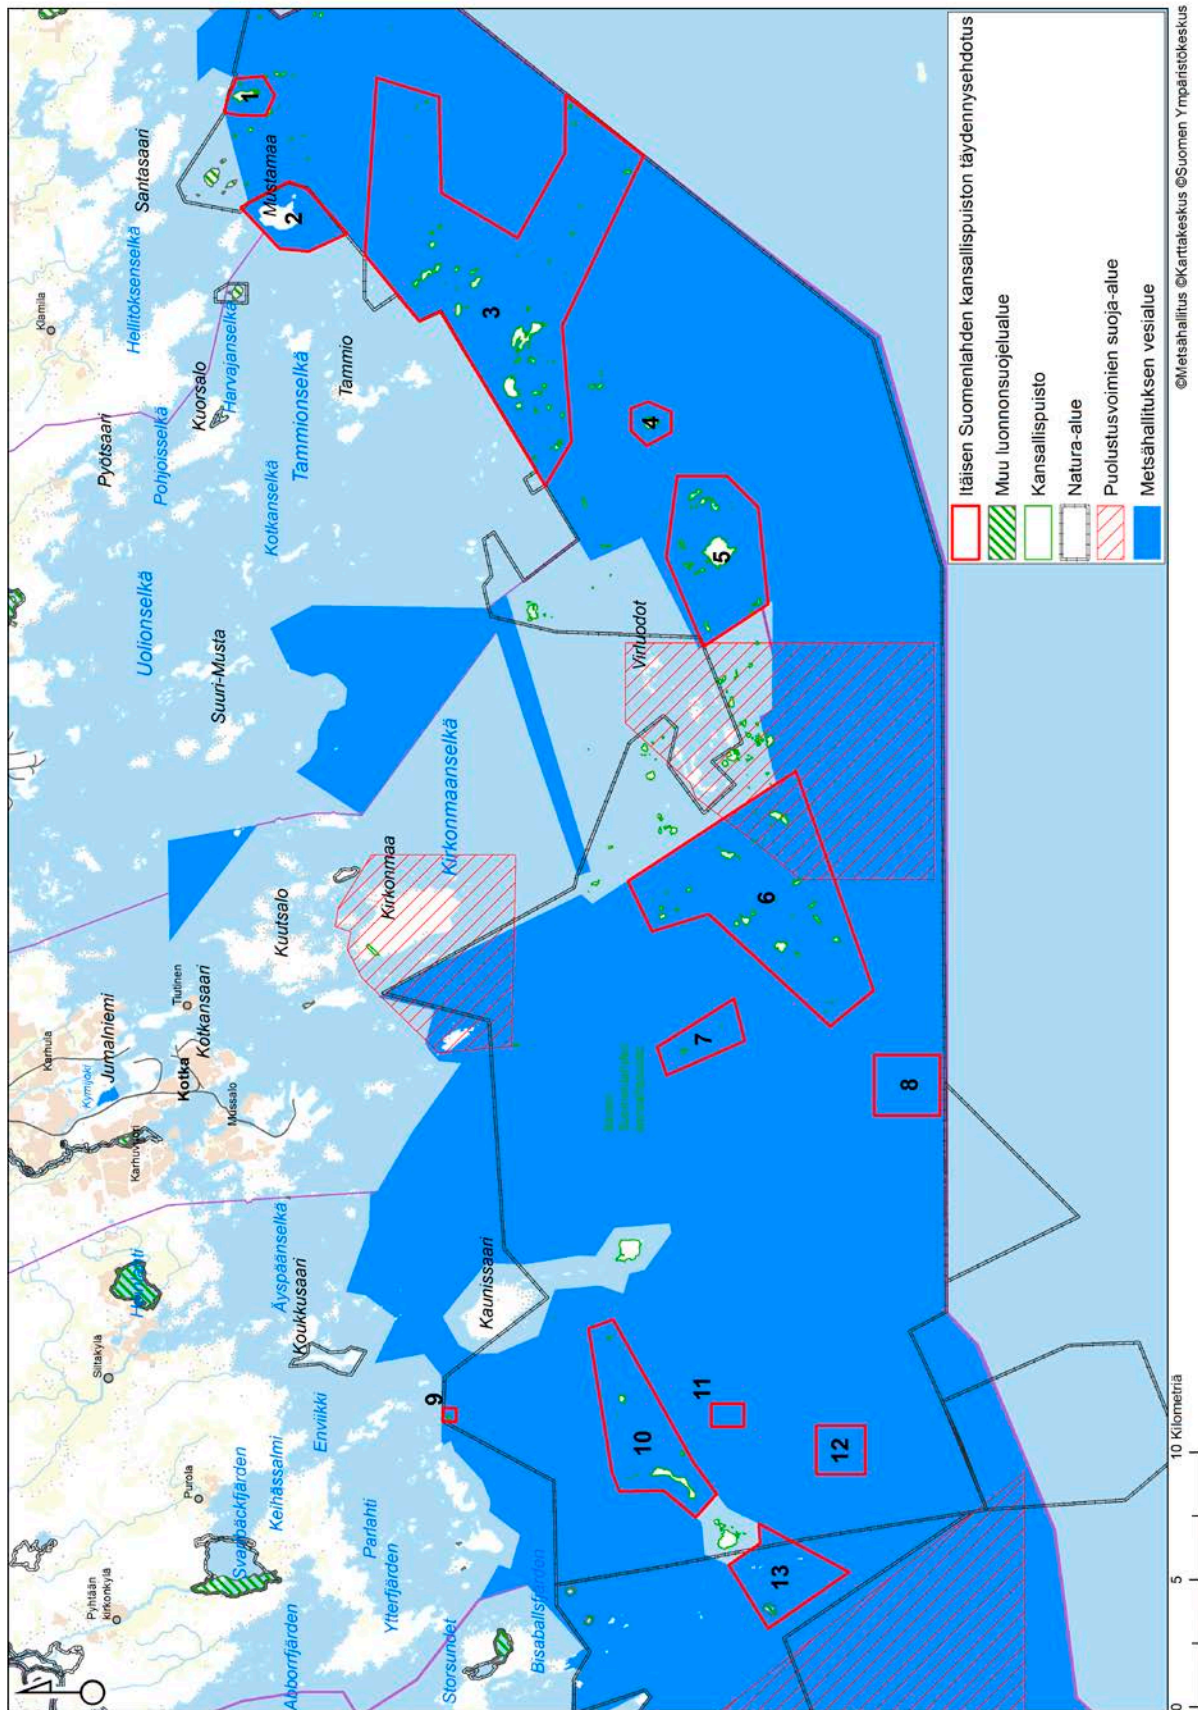 Pyhtään
kirkonkylä
Abborrfjärden
Purola
Svartbäckfjärden
Keihässalmi
Siltakylä
Enviikki
Parlahti
Ytterfjärden
Storsundet
Bisaballsfjärden
Äyspäänselkä
Koukkusaari
Kaunissaari
Karhula
Jumalniemi
Kymijoki
Karhuvuori
Kotka
Tiutinen
Kotkansaari
Mussalo
Kuutsalo
Kirkonmaa
Kirkonmaanselkä
Uolionselkä
Suuri-Musta
Virluodot
Pyötsaari
Pohjoisselkä
Kuorsalo
Kotkanselkä
Tammionselkä
Tammio
Klamila
Hellitöksenselkä
Harvajanselkä
Santasaari
Mustamaa
1
2
3
4
5
6
7
8
9
10
11
12
13
Itäisen Suomenlahden kansallispuiston täydennysehdotus
Muu luonnonsuojelualue
Kansallispuisto
Natura-alue
Puolustusvoimien suoja-alue
Metsähallituksen vesialue
0 5 10 Kilometriä
©Metsähallitus ©Karttakeskus ©Suomen Ympäristökeskus